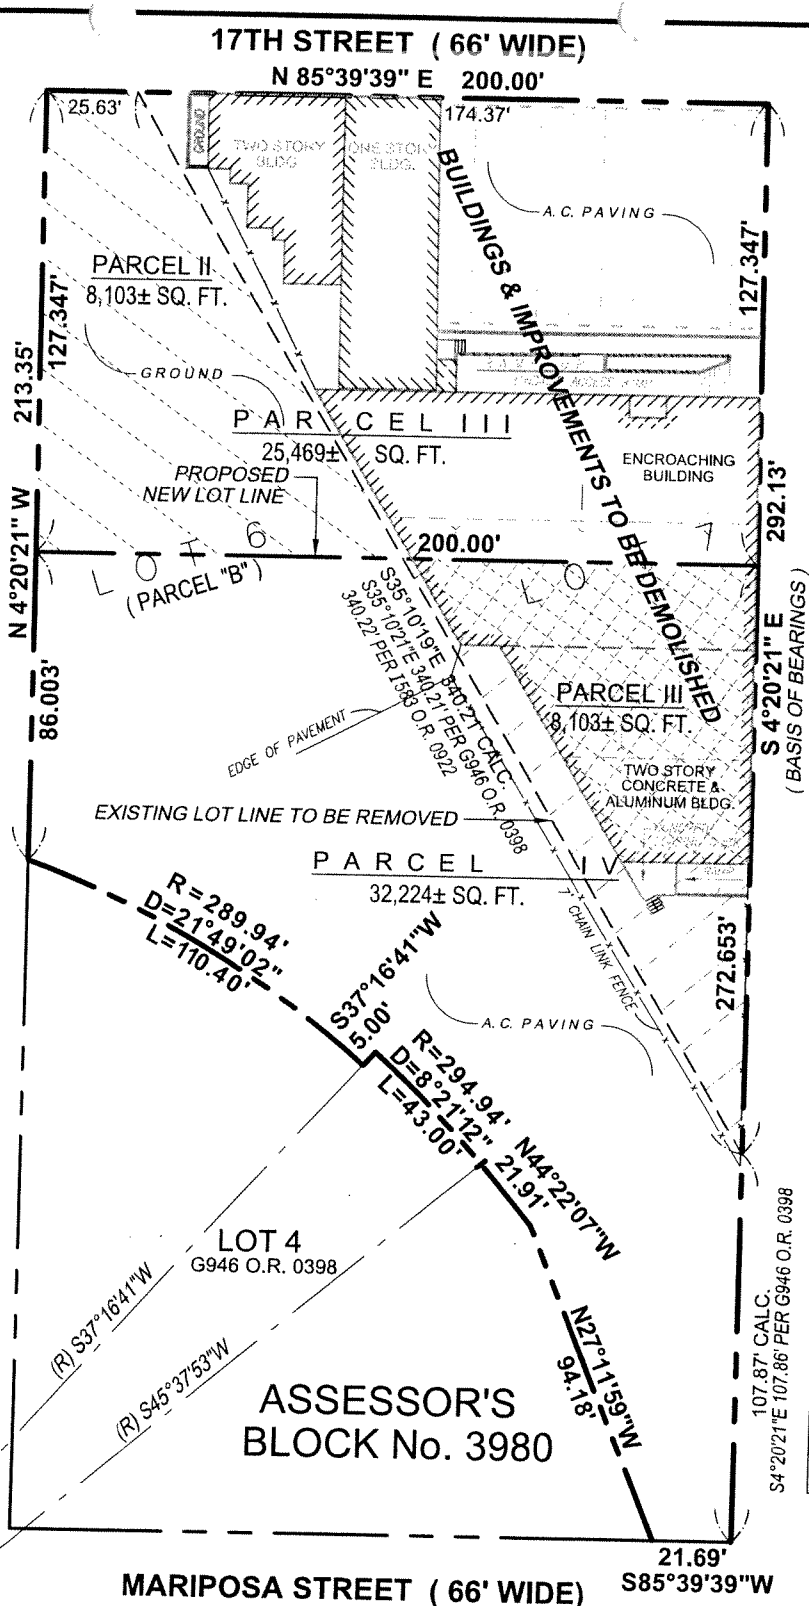 17TH STREET ( 66' WIDE)
N 85°39'39" E 200.00'
25.63'
174.37'
GROUND
TWO STORY
BLDG
ONE STORY
BLDG.
A.C. PAVING
BUILDINGS & IMPROVEMENTS TO BE DEMOLISHED
PARCEL II
8,103± SQ. FT.
127.347'
127.347'
213.35'
GROUND
PARCEL III
25,469± SQ. FT.
PROPOSED
NEW LOT LINE
ENCROACHING
BUILDING
292.13'
N 4°20'21" W
LOT 6
(PARCEL "B")
200.00'
LOT 7
S35°10'19"E 340.21' CALC.
S35°10'21"E 340.21' PER G946 O.R. 0398
340.22' PER I583 O.R. 0922
86.003'
S 4°20'21" E
( BASIS OF BEARINGS )
PARCEL III
8,103± SQ. FT.
EDGE OF PAVEMENT
TWO STORY
CONCRETE &
ALUMINUM BLDG.
EXISTING LOT LINE TO BE REMOVED
PARCEL IV
32,224± SQ. FT.
R=289.94'
D=21°49'02"
L=110.40'
7' CHAIN LINK FENCE
272.653'
S37°16'41"W
5.00'
A.C. PAVING
R=294.94'
D=8°21'12"
L=43.00'
N44°22'07"W
21.91'
LOT 4
G946 O.R. 0398
(R) S37°16'41"W
(R) S45°37'53"W
N27°11'59"W
94.18'
107.87' CALC.
S4°20'21"E 107.86' PER G946 O.R. 0398
ASSESSOR'S
BLOCK No. 3980
21.69'
S85°39'39"W
MARIPOSA STREET ( 66' WIDE)